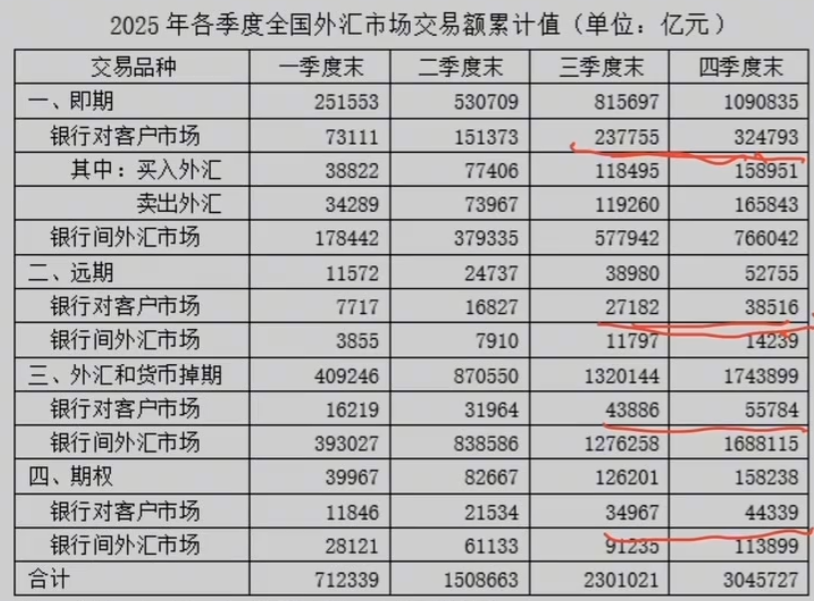 2025 年各季度全国外汇市场交易额累计值（单位：亿元）
交易品种 一季度末 二季度末 三季度末 四季度末
一、即期 251553 530709 815697 1090835
银行对客户市场 73111 151373 237755 324793
其中：买入外汇 38822 77406 118495 158951
卖出外汇 34289 73967 119260 165843
银行间外汇市场 178442 379335 577942 766042
二、远期 11572 24737 38980 52755
银行对客户市场 7717 16827 27182 38516
银行间外汇市场 3855 7910 11797 14239
三、外汇和货币掉期 409246 870550 1320144 1743899
银行对客户市场 16219 31964 43886 55784
银行间外汇市场 393027 838586 1276258 1688115
四、期权 39967 82667 126201 158238
银行对客户市场 11846 21534 34967 44339
银行间外汇市场 28121 61133 91235 113899
合计 712339 1508663 2301021 3045727